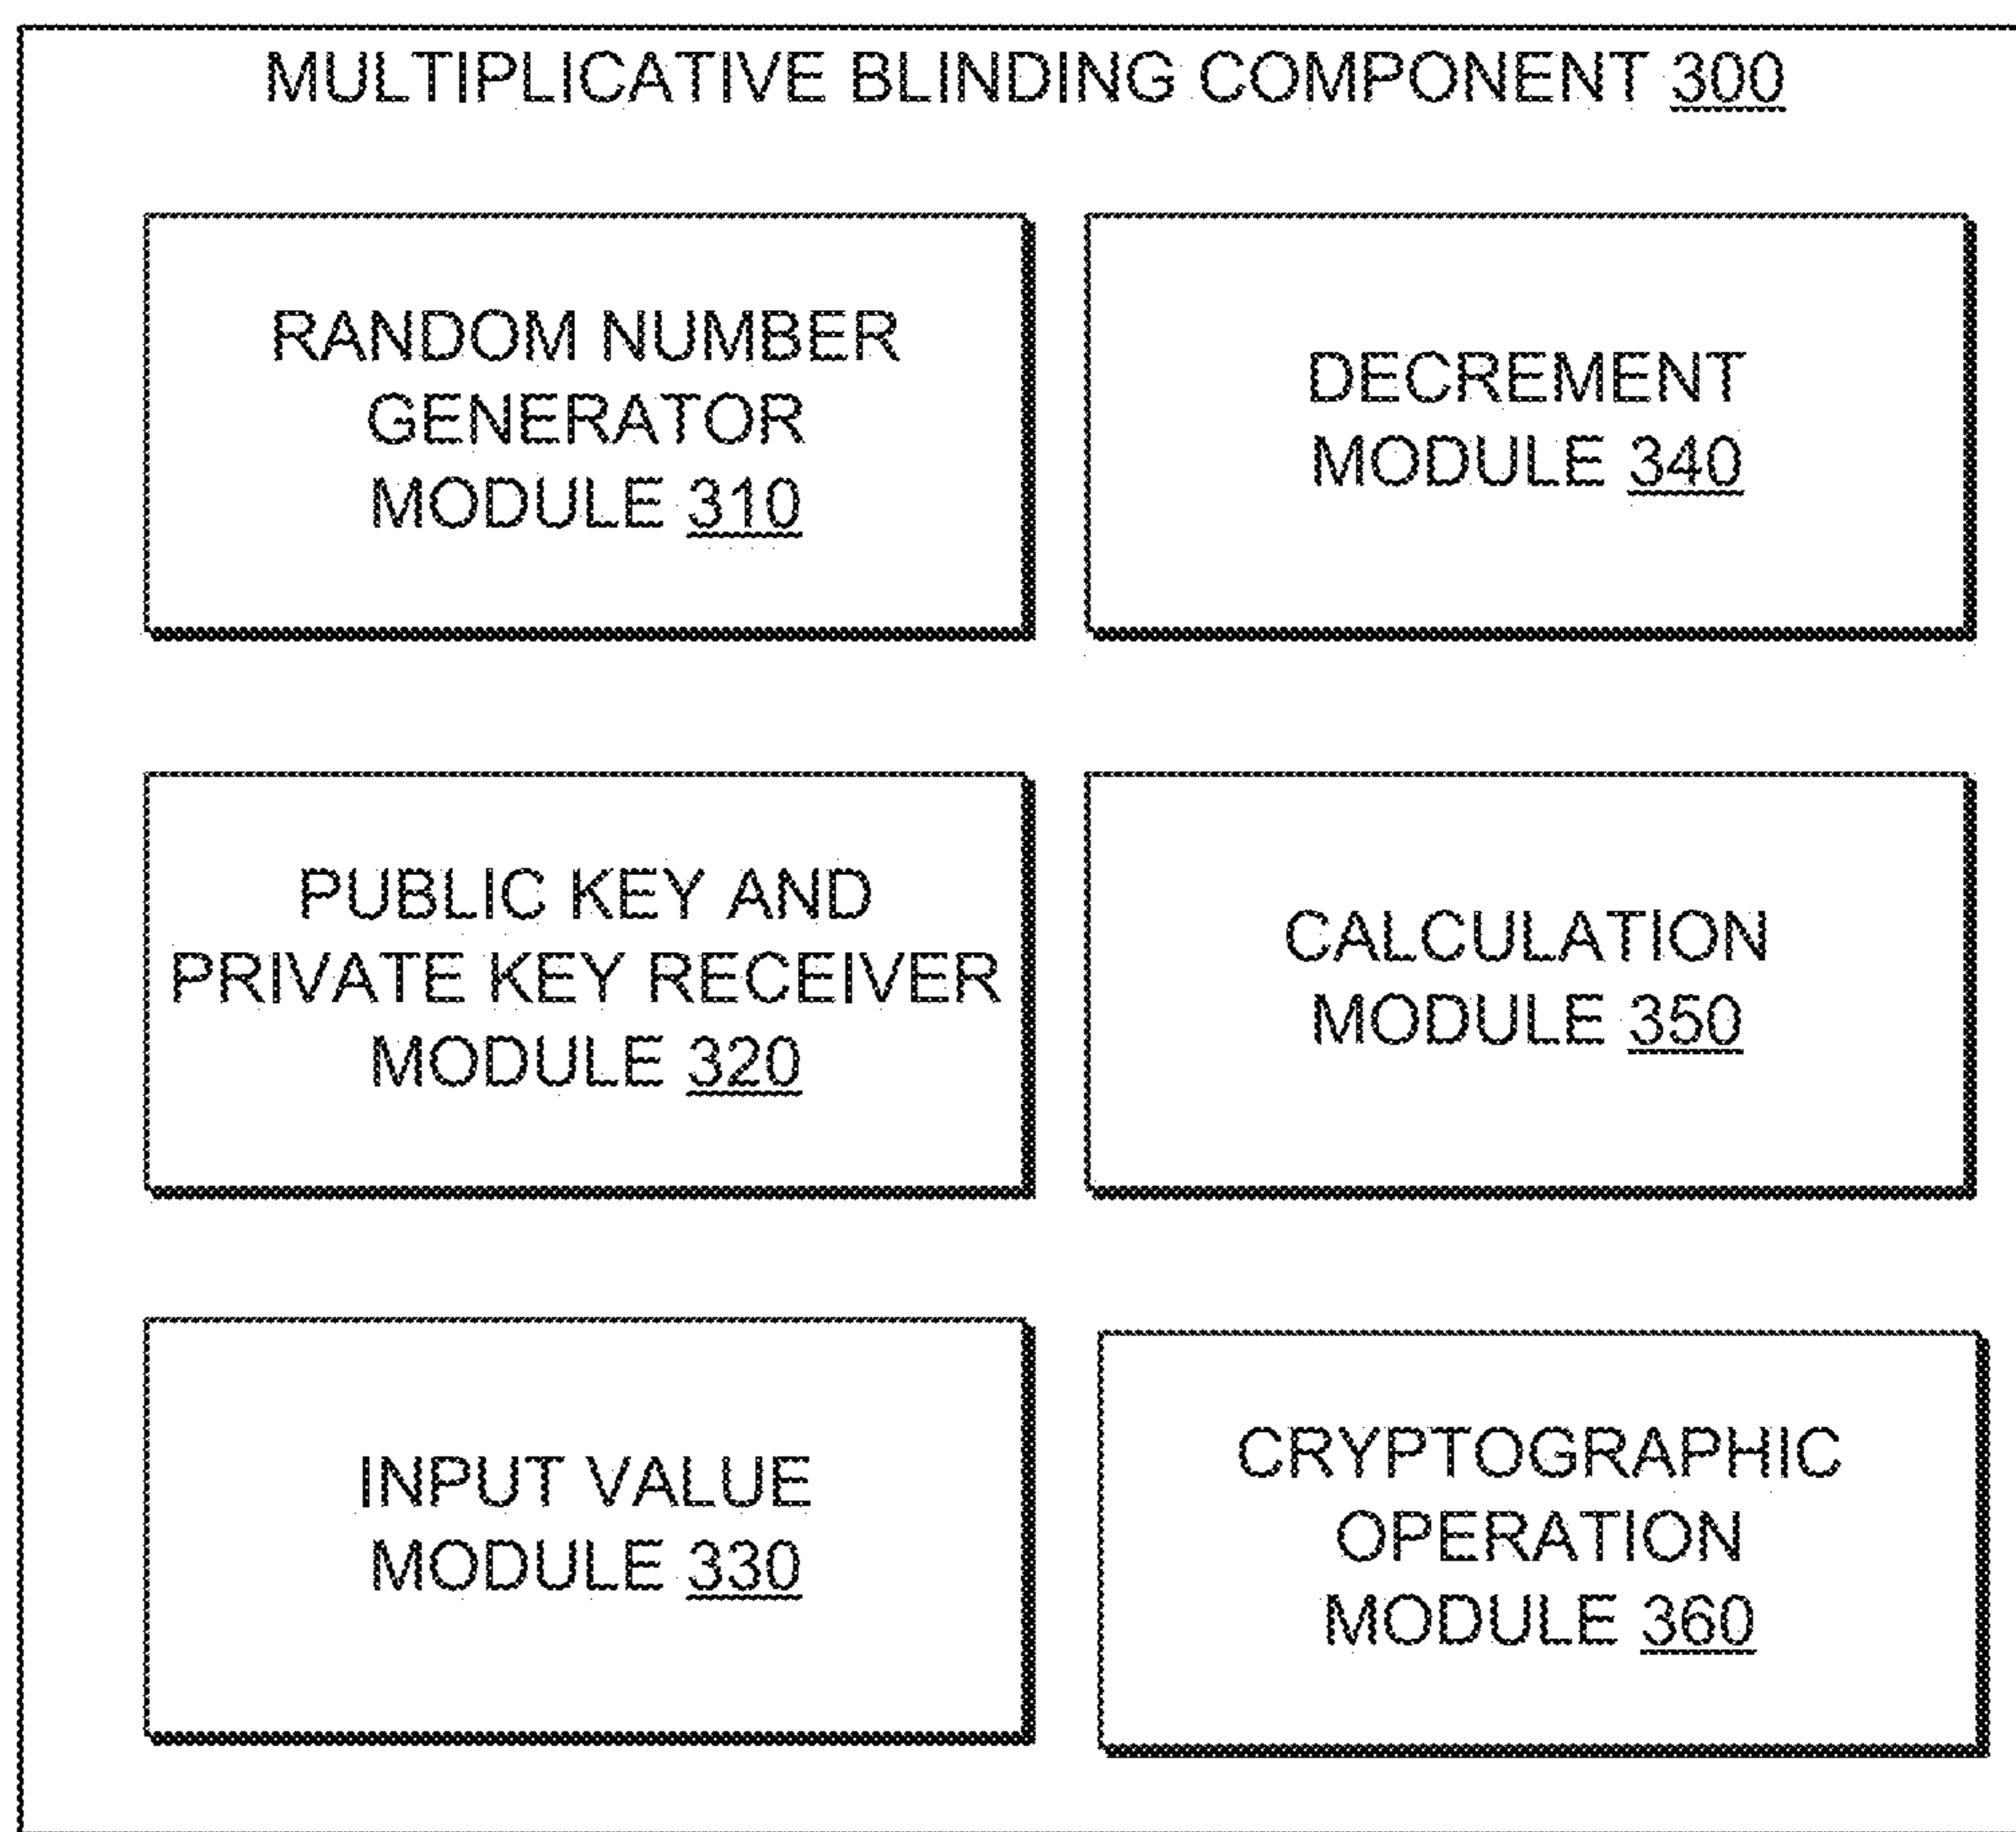 MULTIPLICATIVE BLINDING COMPONENT 300
RANDOM NUMBER
GENERATOR
MODULE 310
DECREMENT
MODULE 340
PUBLIC KEY AND
PRIVATE KEY RECEIVER
MODULE 320
CALCULATION
MODULE 350
INPUT VALUE
MODULE 330
CRYPTOGRAPHIC
OPERATION
MODULE 360